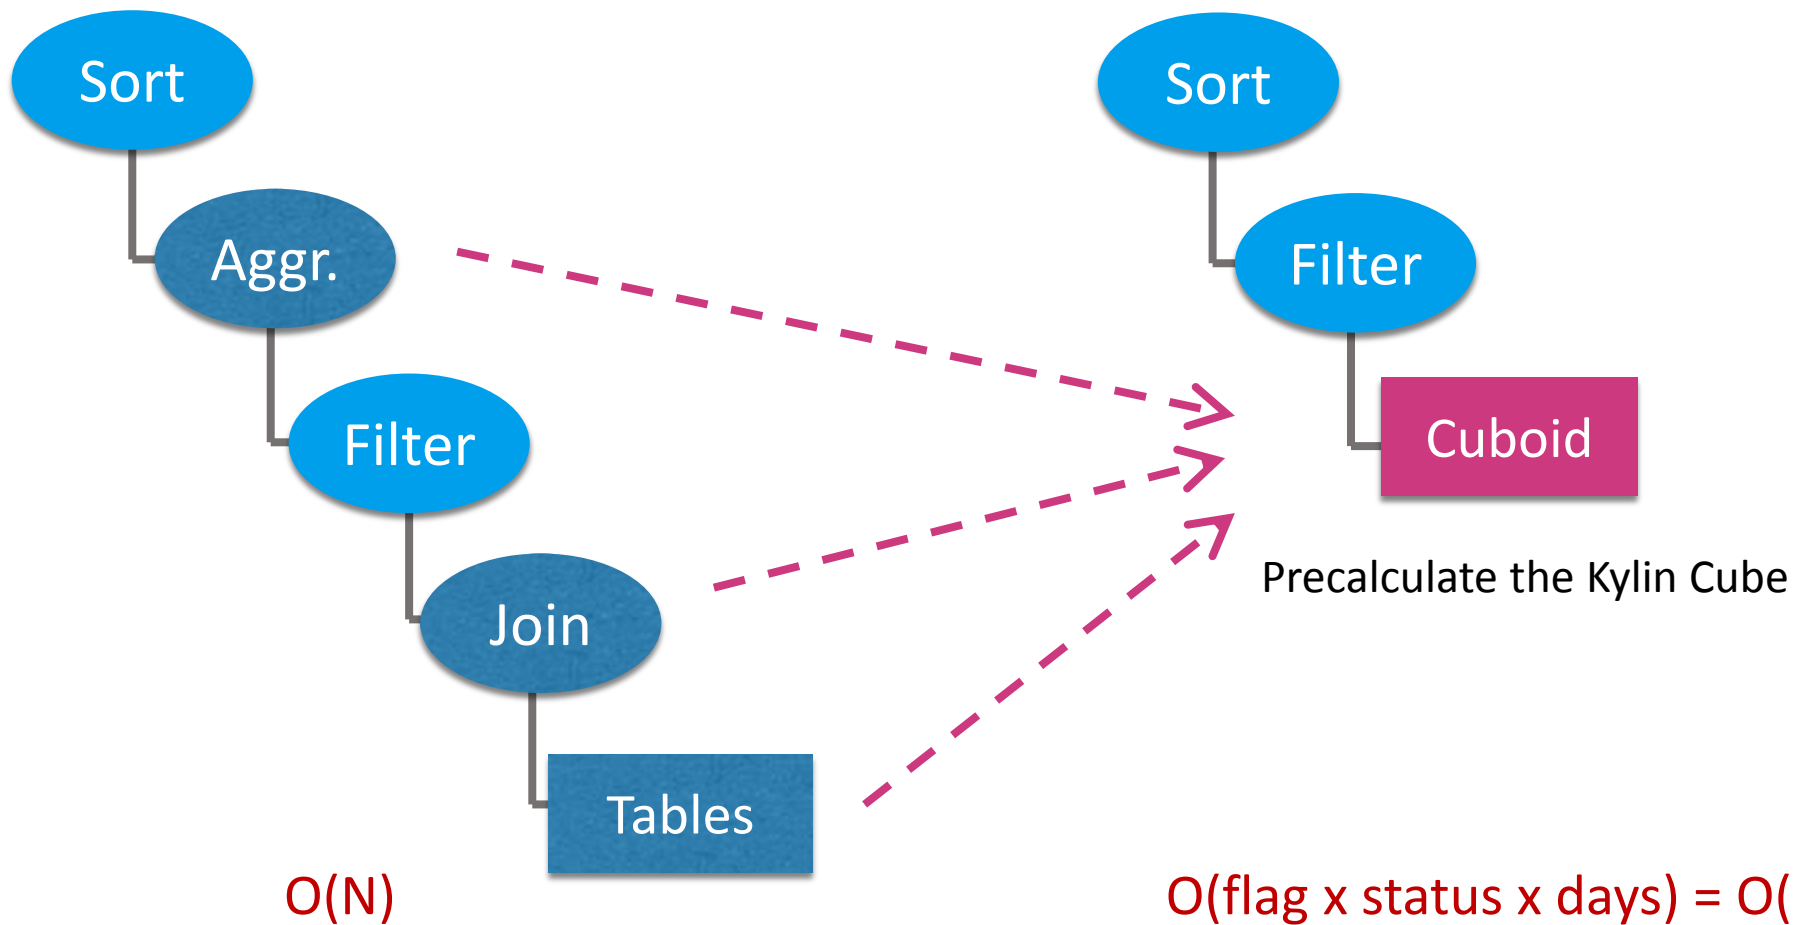 Sort
Aggr.
Filter
Join
Tables
O(N)
Sort
Filter
Cuboid
Precalculate the Kylin Cube
O(flag x status x days) = O(